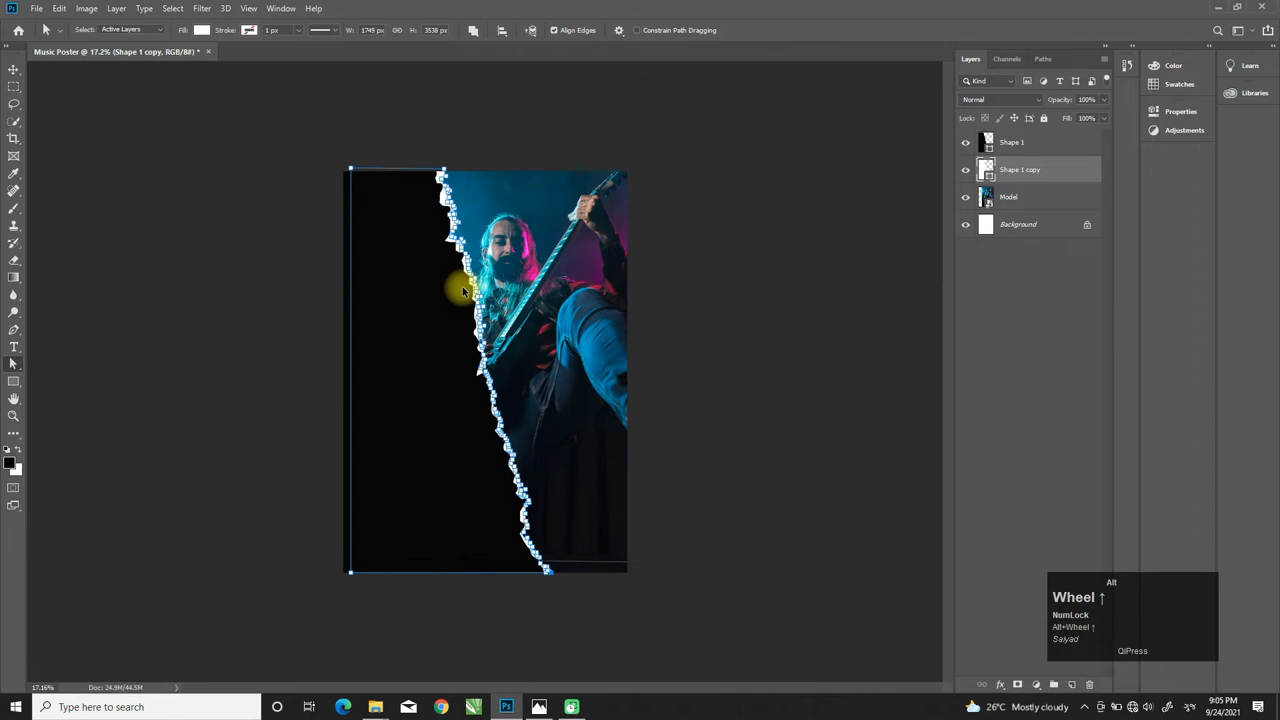 Ps File Edit Image Layer Type Select Filter 3D View Window Help
Select: Active Layers Fill: Stroke: 1 px W: 1749 px H: 3538 px Align Edges Constrain Path Dragging
Music Poster @ 17.2% (Shape 1 copy, RGB/8#) * ×
Layers Channels Paths
Kind
Normal Opacity: 100%
Lock: Fill: 100%
Shape 1
Shape 1 copy
Model
Background
Color
Swatches
Properties
Adjustments
Learn
Libraries
Alt
Wheel ↑
NumLock
Alt+Wheel ↑
Saiyad
QiPress
17.16% Doc: 24.9M/44.5M
Type here to search
Ps
26°C Mostly cloudy
9:05 PM
9/24/2021